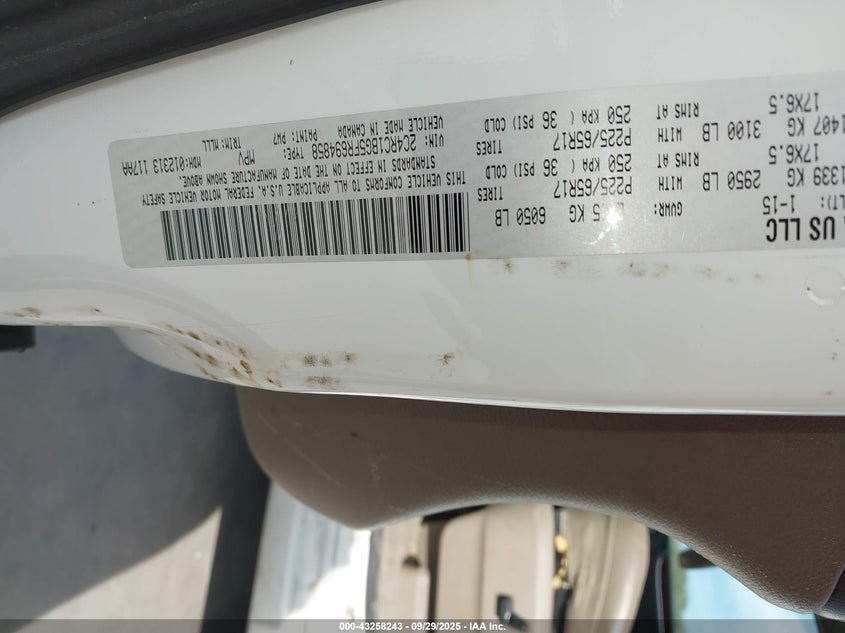 A US LLC
LT): 1-15 GVWR: 5 KG 6050 LB
1339 KG 2950 LB WITH P225/65R17 TIRES
17X6.5 RIMS AT 250 KPA ( 36 PSI) COLD
1407 KG 3100 LB WITH P225/65R17 TIRES
17X6.5 RIMS AT 250 KPA ( 36 PSI) COLD
THIS VEHICLE CONFORMS TO ALL APPLICABLE U.S.A. FEDERAL MOTOR VEHICLE SAFETY
STANDARDS IN EFFECT ON THE DATE OF MANUFACTURE SHOWN ABOVE.
VIN: 2C4RC1BG5FR694858 TYPE: MPV MDH:012313 117AA
VEHICLE MADE IN CANADA PAINT: PW7 TRIM:HLLL
000-43258243 - 09/29/2025 - IAA Inc.